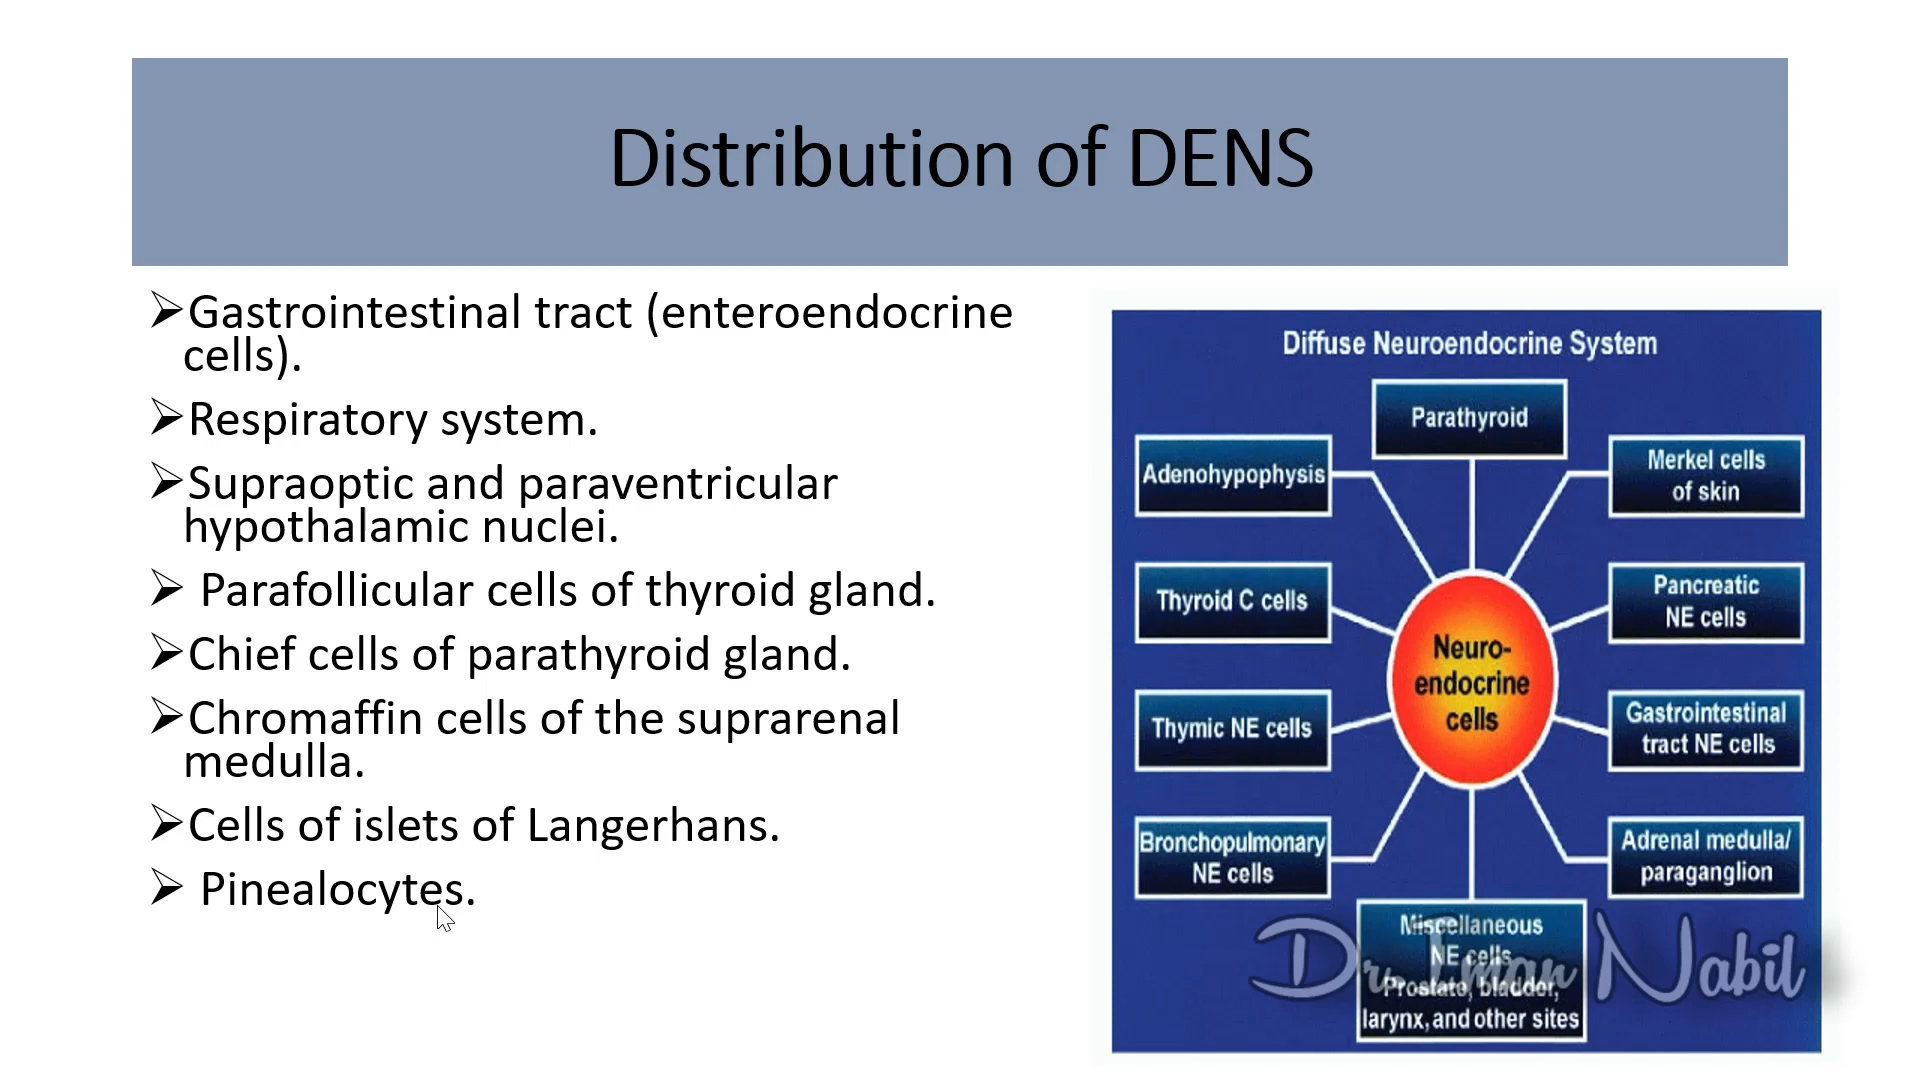 Distribution of DENS
➢Gastrointestinal tract (enteroendocrine
cells).
➢Respiratory system.
➢Supraoptic and paraventricular
hypothalamic nuclei.
➢ Parafollicular cells of thyroid gland.
➢Chief cells of parathyroid gland.
➢Chromaffin cells of the suprarenal
medulla.
➢Cells of islets of Langerhans.
➢ Pinealocytes.
Diffuse Neuroendocrine System
Parathyroid
Adenohypophysis
Merkel cells
of skin
Thyroid C cells
Pancreatic
NE cells
Neuro-
endocrine
cells
Thymic NE cells
Gastrointestinal
tract NE cells
Bronchopulmonary
NE cells
Adrenal medulla/
paraganglion
Miscellaneous
NE cells
Prostate, bladder,
larynx, and other sites
Dr. Iman Nabil